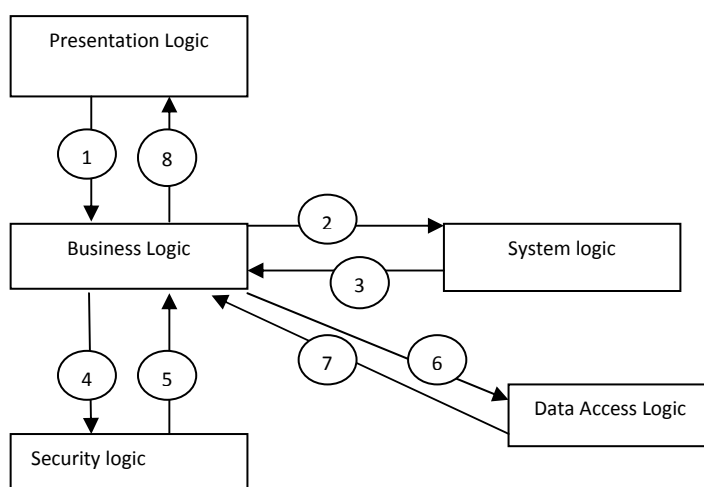 Presentation Logic
1
8
2
Business Logic
System logic
3
7
6
4
5
Data Access Logic
Security logic